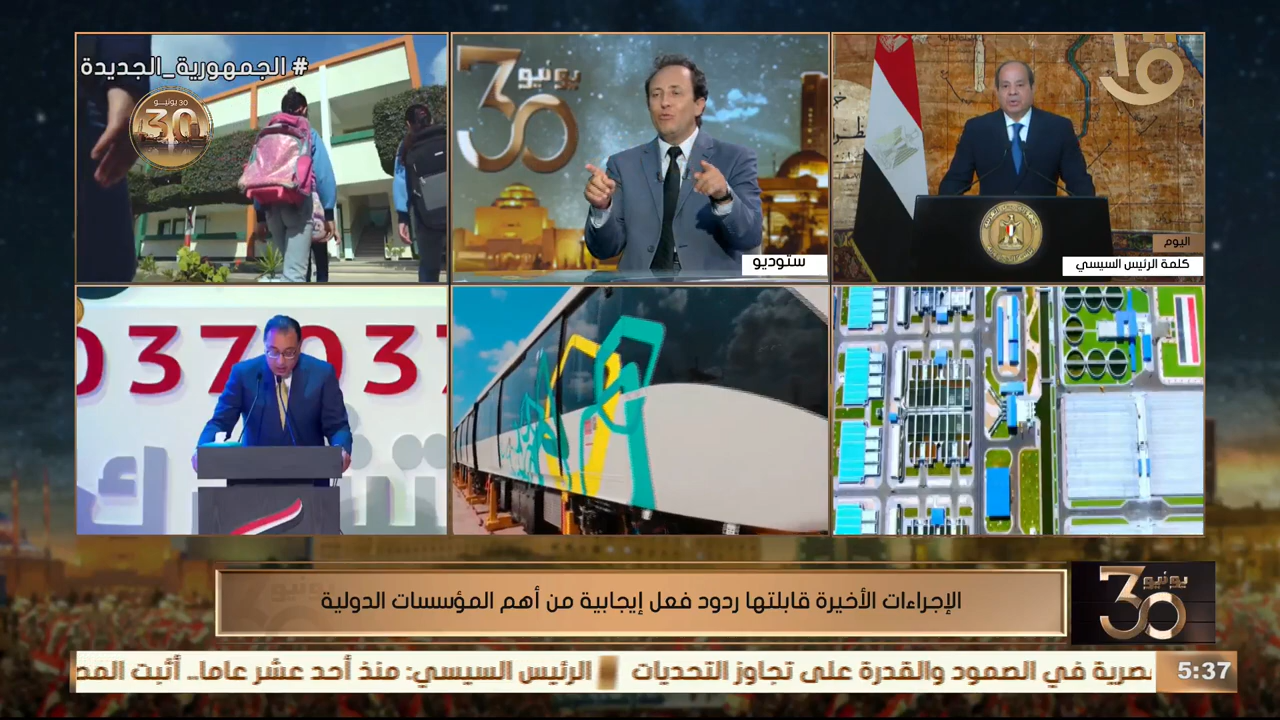 # الجمهورية_الجديدة
30 يونيو
30
يونيو
30
ستوديو
اليوم
كلمة الرئيس السيسي
037037
الإجراءات الأخيرة قابلتها ردود فعل إيجابية من أهم المؤسسات الدولية
يونيو
30
في الصمود والقدرة على تجاوز التحديات
الرئيس السيسي: منذ أحد عشر عاما.. أثبت
5:37